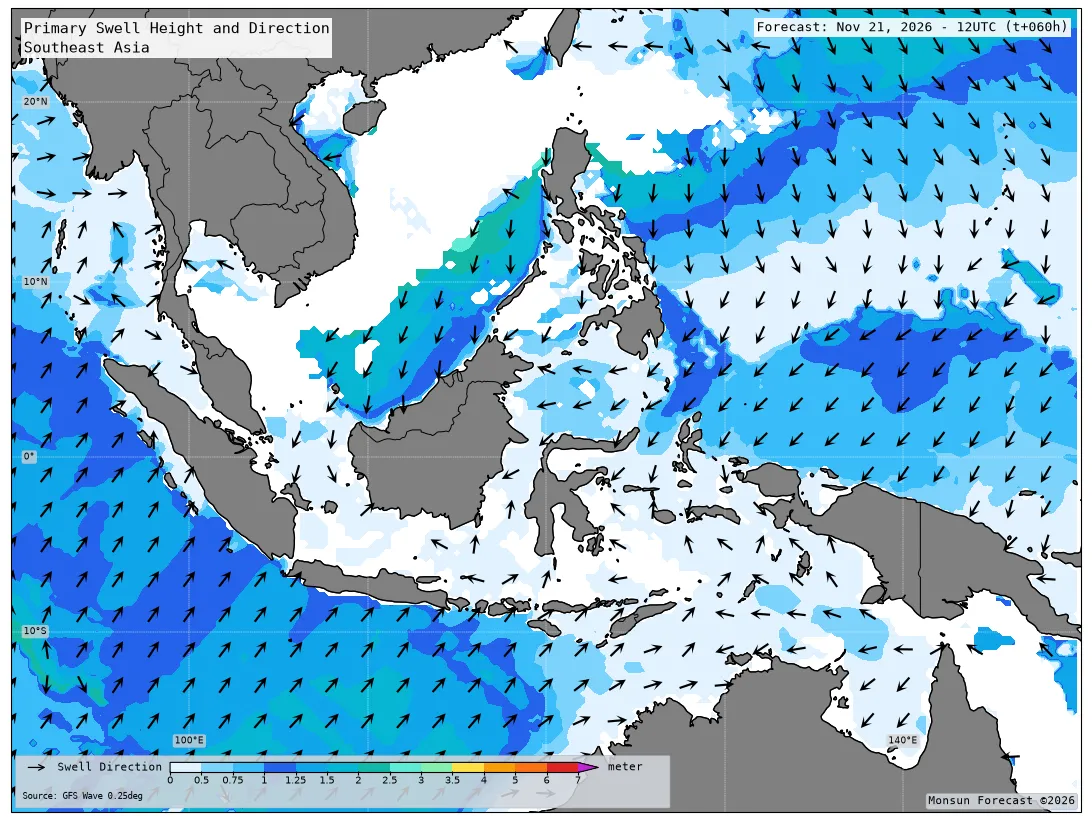 Primary Swell Height and Direction
Southeast Asia
Forecast: Nov 21, 2026 - 12UTC (t+060h)
20°N
10°N
0°
10°S
100°E
140°E
Swell Direction
0 0.5 0.75 1 1.25 1.5 2 2.5 3 3.5 4 5 6 7
meter
Source: GFS Wave 0.25deg
Monsun Forecast ©2026